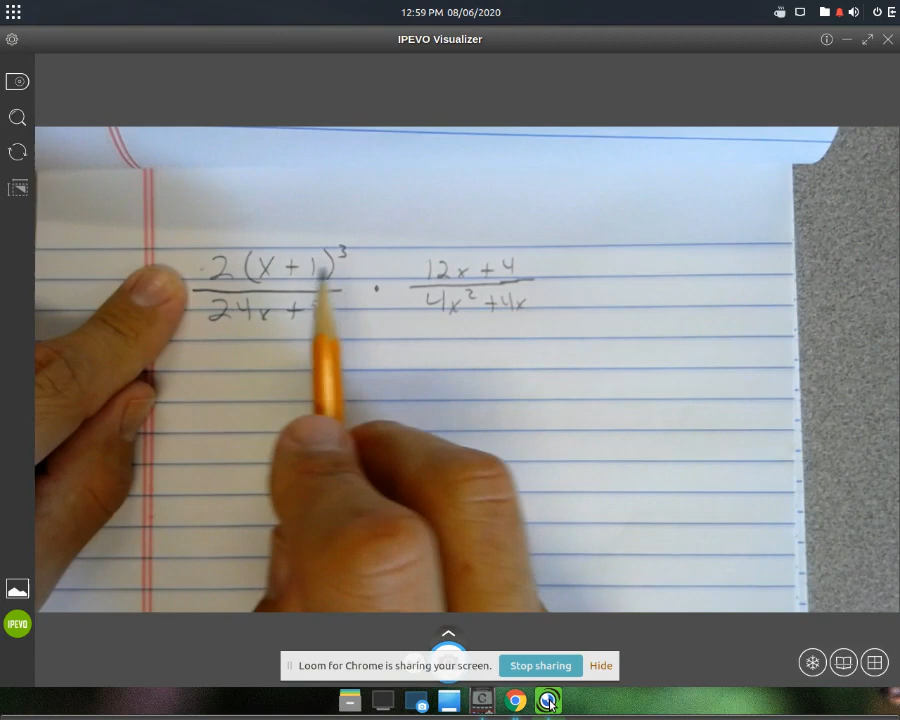 12:59 PM 08/06/2020
IPEVO Visualizer
2(x+1)³ / 24x+ · 12x+4 / 4x²+4x
IPEVO
Loom for Chrome is sharing your screen. Stop sharing Hide